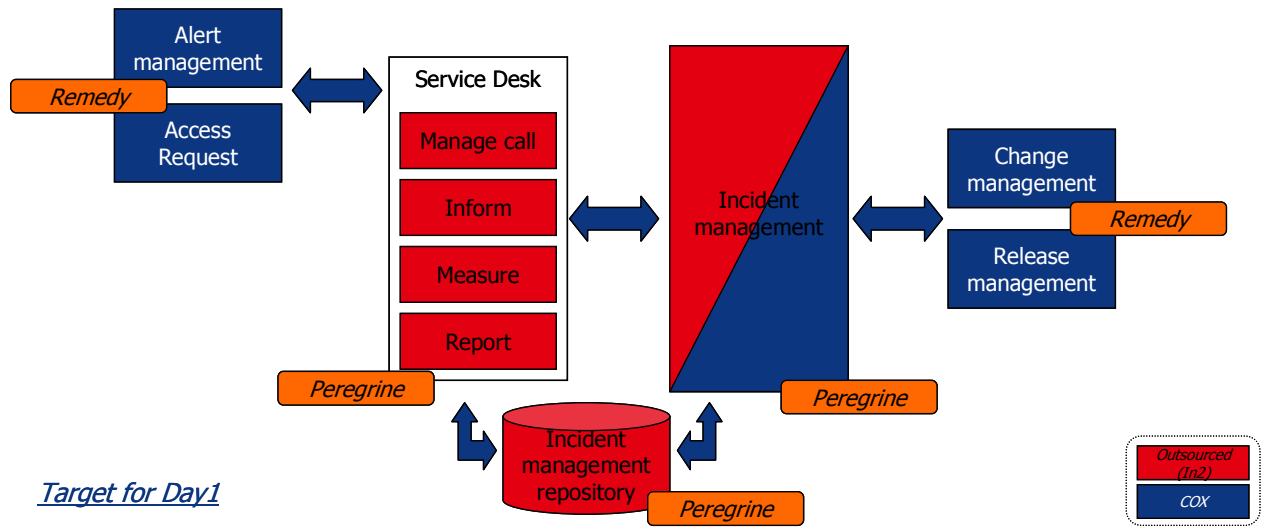 Alert
management
Remedy
Access
Request
Service Desk
Manage call
Inform
Measure
Report
Peregrine
Incident
management
Peregrine
Change
management
Remedy
Release
management
Incident
management
repository
Peregrine
Target for Day1
Outsourced
(In2)
COX